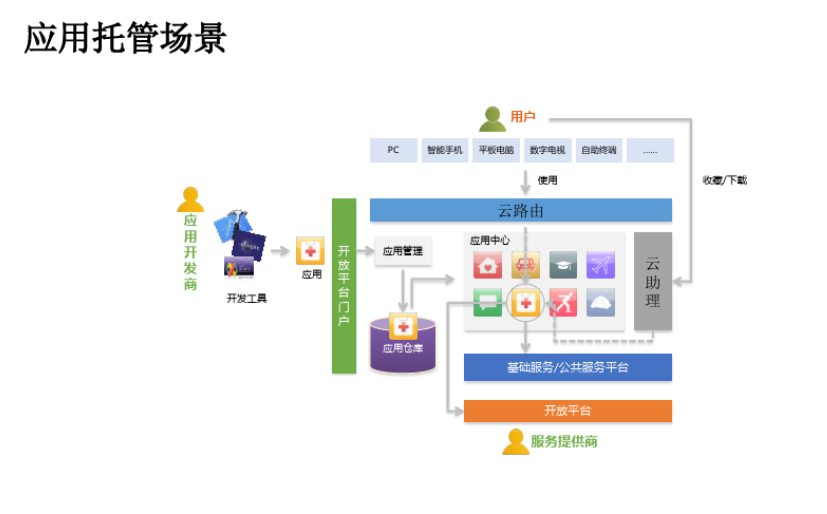 应用托管场景
用户
PC
智能手机
平板电脑
数字电视
自助终端
......
使用
收藏/下载
云路由
应用开发商
开发工具
应用
开放平台门户
应用管理
应用仓库
应用中心
云助理
基础服务/公共服务平台
开放平台
服务提供商